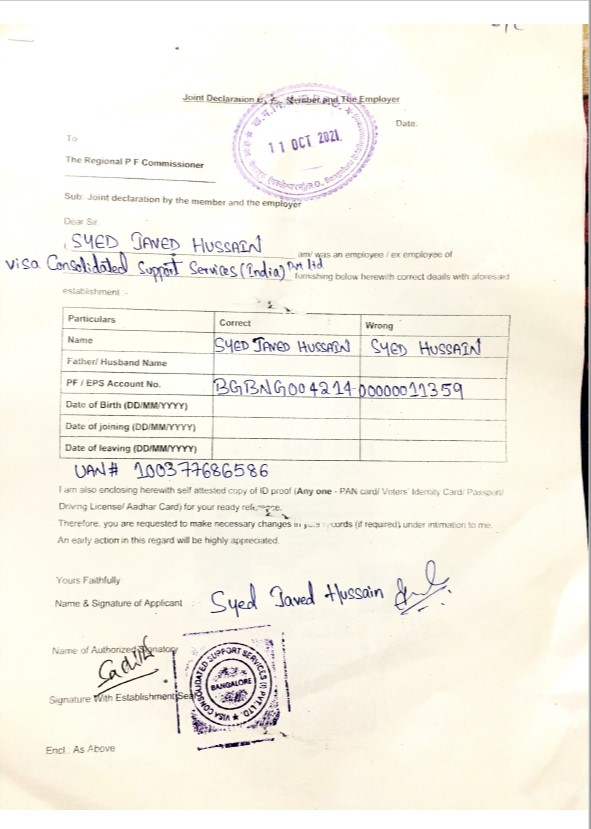 Joint Declaration Member and The Employer
11 OCT 2021
Date:
To
The Regional P F Commissioner
Sub: Joint declaration by the member and the employer
Dear Sir
I, SYED JAVED HUSSAIN am/ was an employee / ex employee of
Visa Consolidated Support Services (India) Pvt ltd furnishing below herewith correct deails with aforesaid
establishment :-
Particulars Correct Wrong
Name SYED JAVED HUSSAIN SYED HUSSAIN
Father/ Husband Name
PF / EPS Account No. BGBNG00421400000011359
Date of Birth (DD/MM/YYYY)
Date of joining (DD/MM/YYYY)
Date of leaving (DD/MM/YYYY)
UAN# 100377686586
I am also enclosing herewith self attested copy of ID proof (Any one - PAN card/ Voters' Identity Card/ Passport/
Driving License/ Aadhar Card) for your ready reference.
Therefore, you are requested to make necessary changes in your records (if required) under intimation to me.
An early action in this regard will be highly appreciated.
Yours Faithfully
Name & Signature of Applicant Syed Javed Hussain
Name of Authorized Signatory
Signature With Establishment Seal
VISA CONSOLIDATED SUPPORT SERVICES (I) PVT. LTD.
BANGALORE
Encl.: As Above